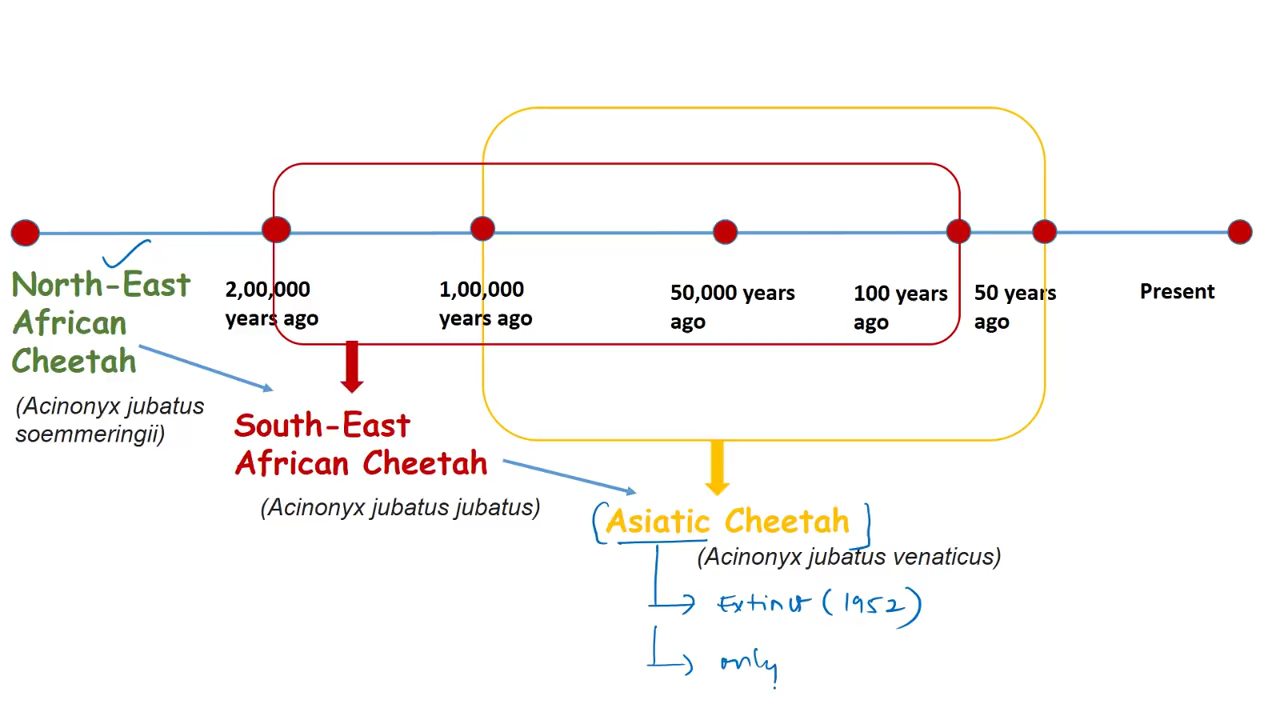 North-East
African
Cheetah
(Acinonyx jubatus
soemmeringii)
2,00,000
years ago
1,00,000
years ago
50,000 years
ago
100 years
ago
50 years
ago
Present
South-East
African Cheetah
(Acinonyx jubatus jubatus)
(Asiatic Cheetah]
(Acinonyx jubatus venaticus)
Extinct (1952)
only